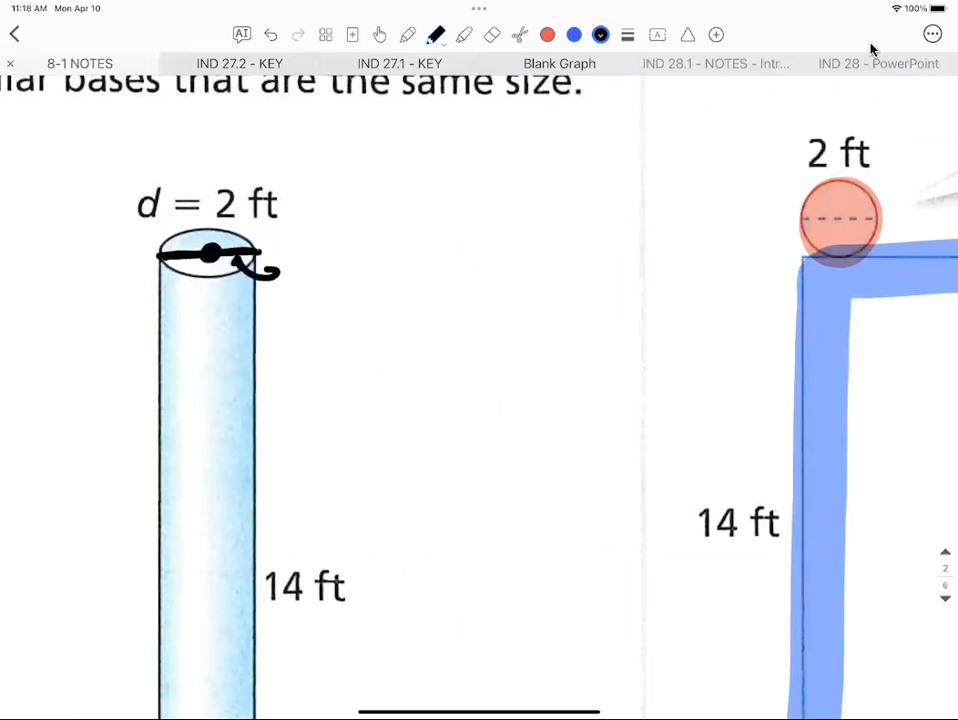 11:18 AM Mon Apr 10
100%
AI
A
8-1 NOTES
IND 27.2 - KEY
IND 27.1 - KEY
Blank Graph
IND 28.1 - NOTES - Intr...
IND 28 - PowerPoint
bases that are the same size.
d = 2 ft
2 ft
14 ft
14 ft
2
6